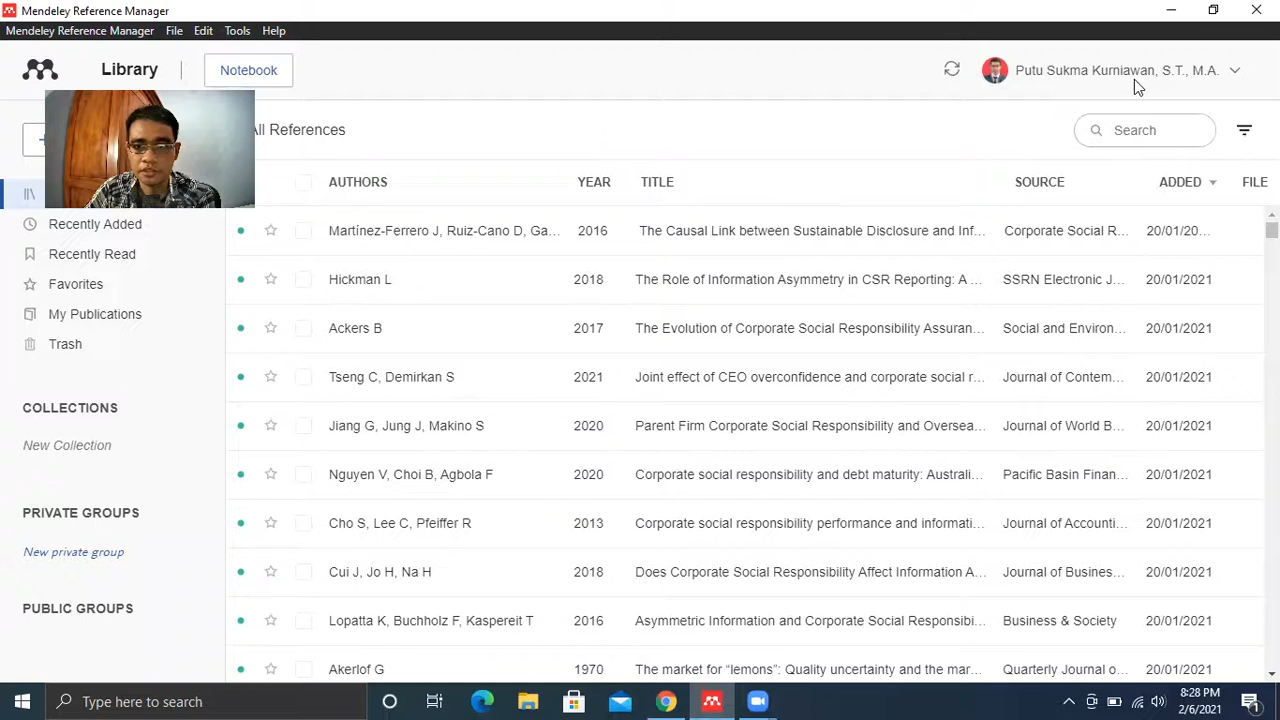 Mendeley Reference Manager
Mendeley Reference Manager File Edit Tools Help
Library Notebook Putu Sukma Kurniawan, S.T., M.A.
All References Search
AUTHORS YEAR TITLE SOURCE ADDED FILE
Martínez-Ferrero J, Ruiz-Cano D, Ga... 2016 The Causal Link between Sustainable Disclosure and Inf... Corporate Social R... 20/01/20...
Recently Added
Recently Read
Favorites
My Publications
Trash
Hickman L 2018 The Role of Information Asymmetry in CSR Reporting: A ... SSRN Electronic J... 20/01/2021
Ackers B 2017 The Evolution of Corporate Social Responsibility Assuran... Social and Environ... 20/01/2021
Tseng C, Demirkan S 2021 Joint effect of CEO overconfidence and corporate social r... Journal of Contem... 20/01/2021
COLLECTIONS
New Collection
Jiang G, Jung J, Makino S 2020 Parent Firm Corporate Social Responsibility and Oversea... Journal of World B... 20/01/2021
Nguyen V, Choi B, Agbola F 2020 Corporate social responsibility and debt maturity: Australi... Pacific Basin Finan... 20/01/2021
PRIVATE GROUPS
New private group
Cho S, Lee C, Pfeiffer R 2013 Corporate social responsibility performance and informati... Journal of Accounti... 20/01/2021
Cui J, Jo H, Na H 2018 Does Corporate Social Responsibility Affect Information A... Journal of Busines... 20/01/2021
PUBLIC GROUPS
Lopatta K, Buchholz F, Kaspereit T 2016 Asymmetric Information and Corporate Social Responsibi... Business & Society 20/01/2021
Akerlof G 1970 The market for “lemons”: Quality uncertainty and the mar... Quarterly Journal o... 20/01/2021
Type here to search
8:28 PM
2/6/2021
1